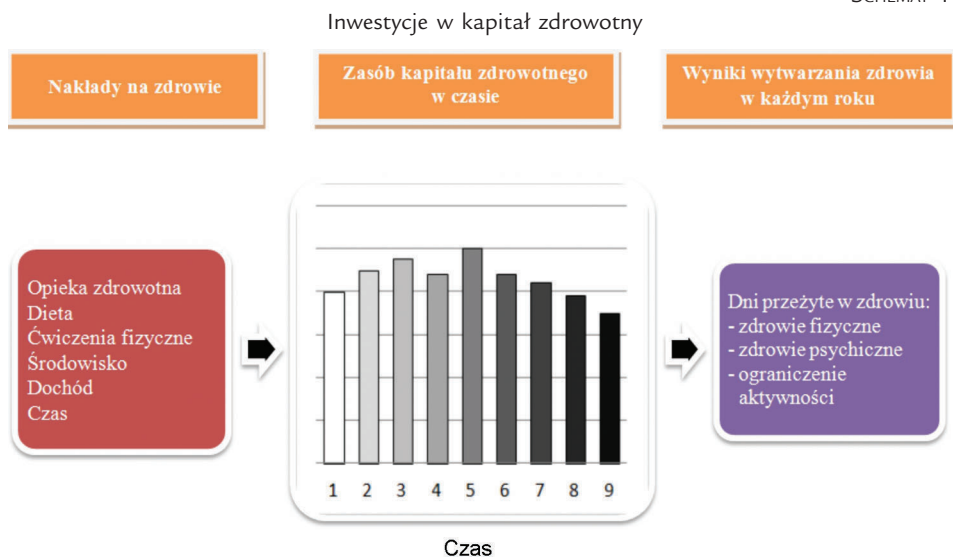 Inwestycje w kapitał zdrowotny
Nakłady na zdrowie
Zasób kapitału zdrowotnego
w czasie
Wyniki wytwarzania zdrowia
w każdym roku
Opieka zdrowotna
Dieta
Ćwiczenia fizyczne
Środowisko
Dochód
Czas
1 2 3 4 5 6 7 8 9
Czas
Dni przeżyte w zdrowiu:
- zdrowie fizyczne
- zdrowie psychiczne
- ograniczenie
aktywności